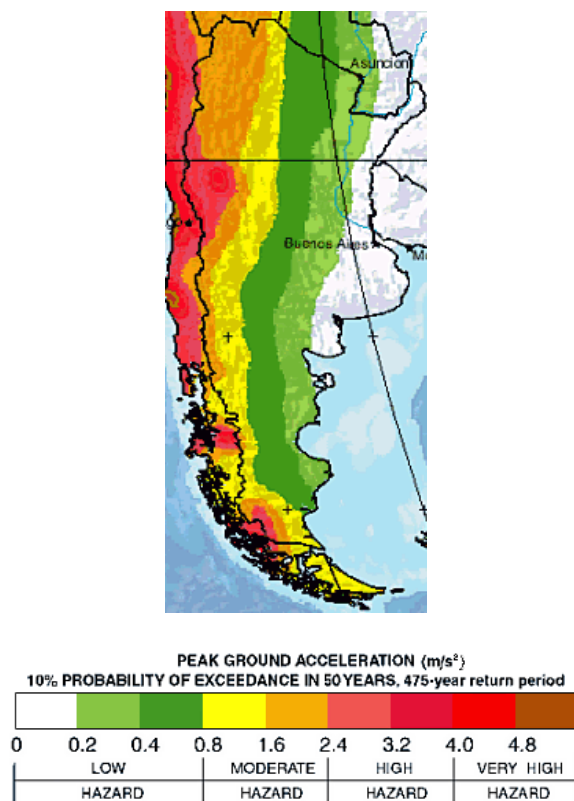 Asuncion
Buenos Aires
PEAK GROUND ACCELERATION (m/s²)
10% PROBABILITY OF EXCEEDANCE IN 50 YEARS, 475-year return period
0 0.2 0.4 0.8 1.6 2.4 3.2 4.0 4.8
LOW MODERATE HIGH VERY HIGH
HAZARD HAZARD HAZARD HAZARD